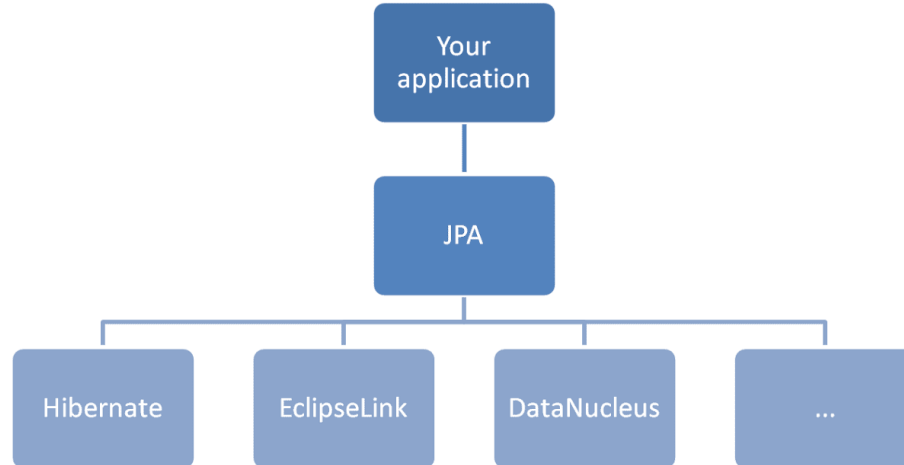 Your
application
JPA
Hibernate
EclipseLink
DataNucleus
...